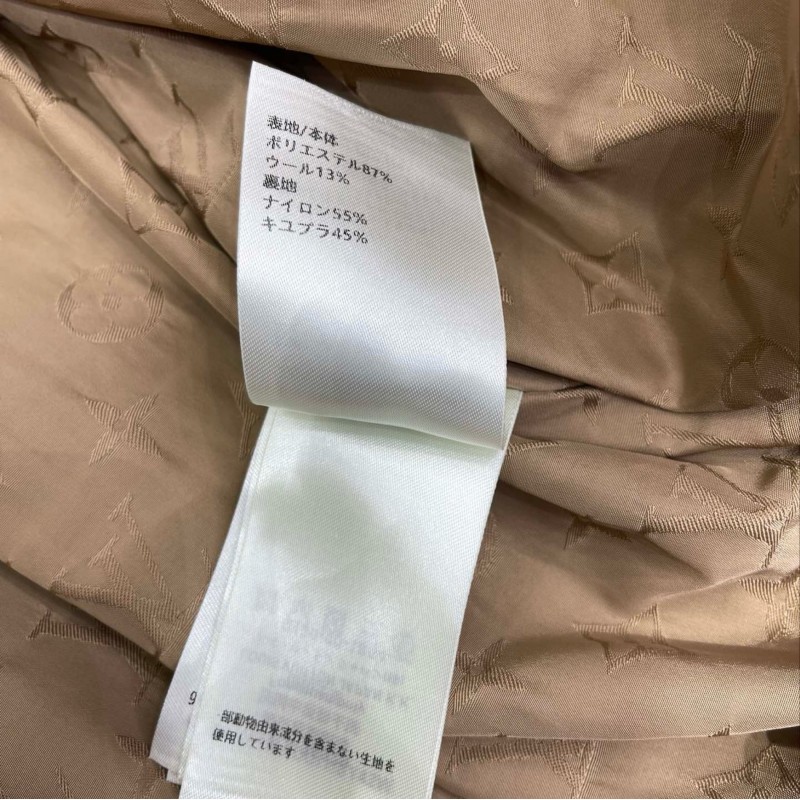 表地/本体
ポリエステル87%
ウール13%
裏地
ナイロン55%
キュプラ45%
9
部動物由来成分を含まない生地を
使用しています